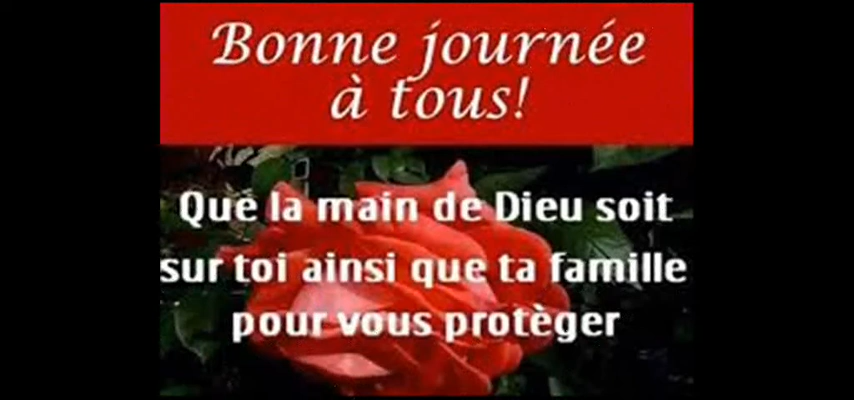 Bonne journée
à tous!
Que la main de Dieu soit
sur toi ainsi que ta famille
pour vous protèger